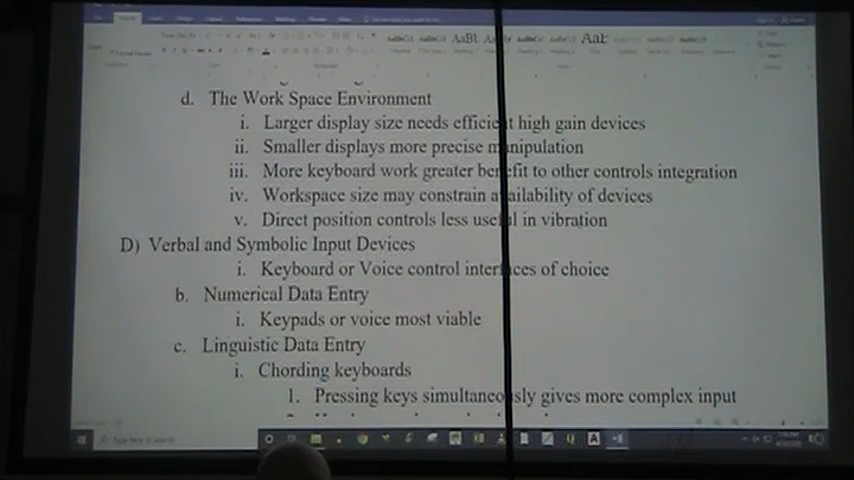 d. The Work Space Environment
i. Larger display size needs efficient high gain devices
ii. Smaller displays more precise manipulation
iii. More keyboard work greater benefit to other controls integration
iv. Workspace size may constrain availability of devices
v. Direct position controls less useful in vibration
D) Verbal and Symbolic Input Devices
i. Keyboard or Voice control interfaces of choice
b. Numerical Data Entry
i. Keypads or voice most viable
c. Linguistic Data Entry
i. Chording keyboards
1. Pressing keys simultaneously gives more complex input